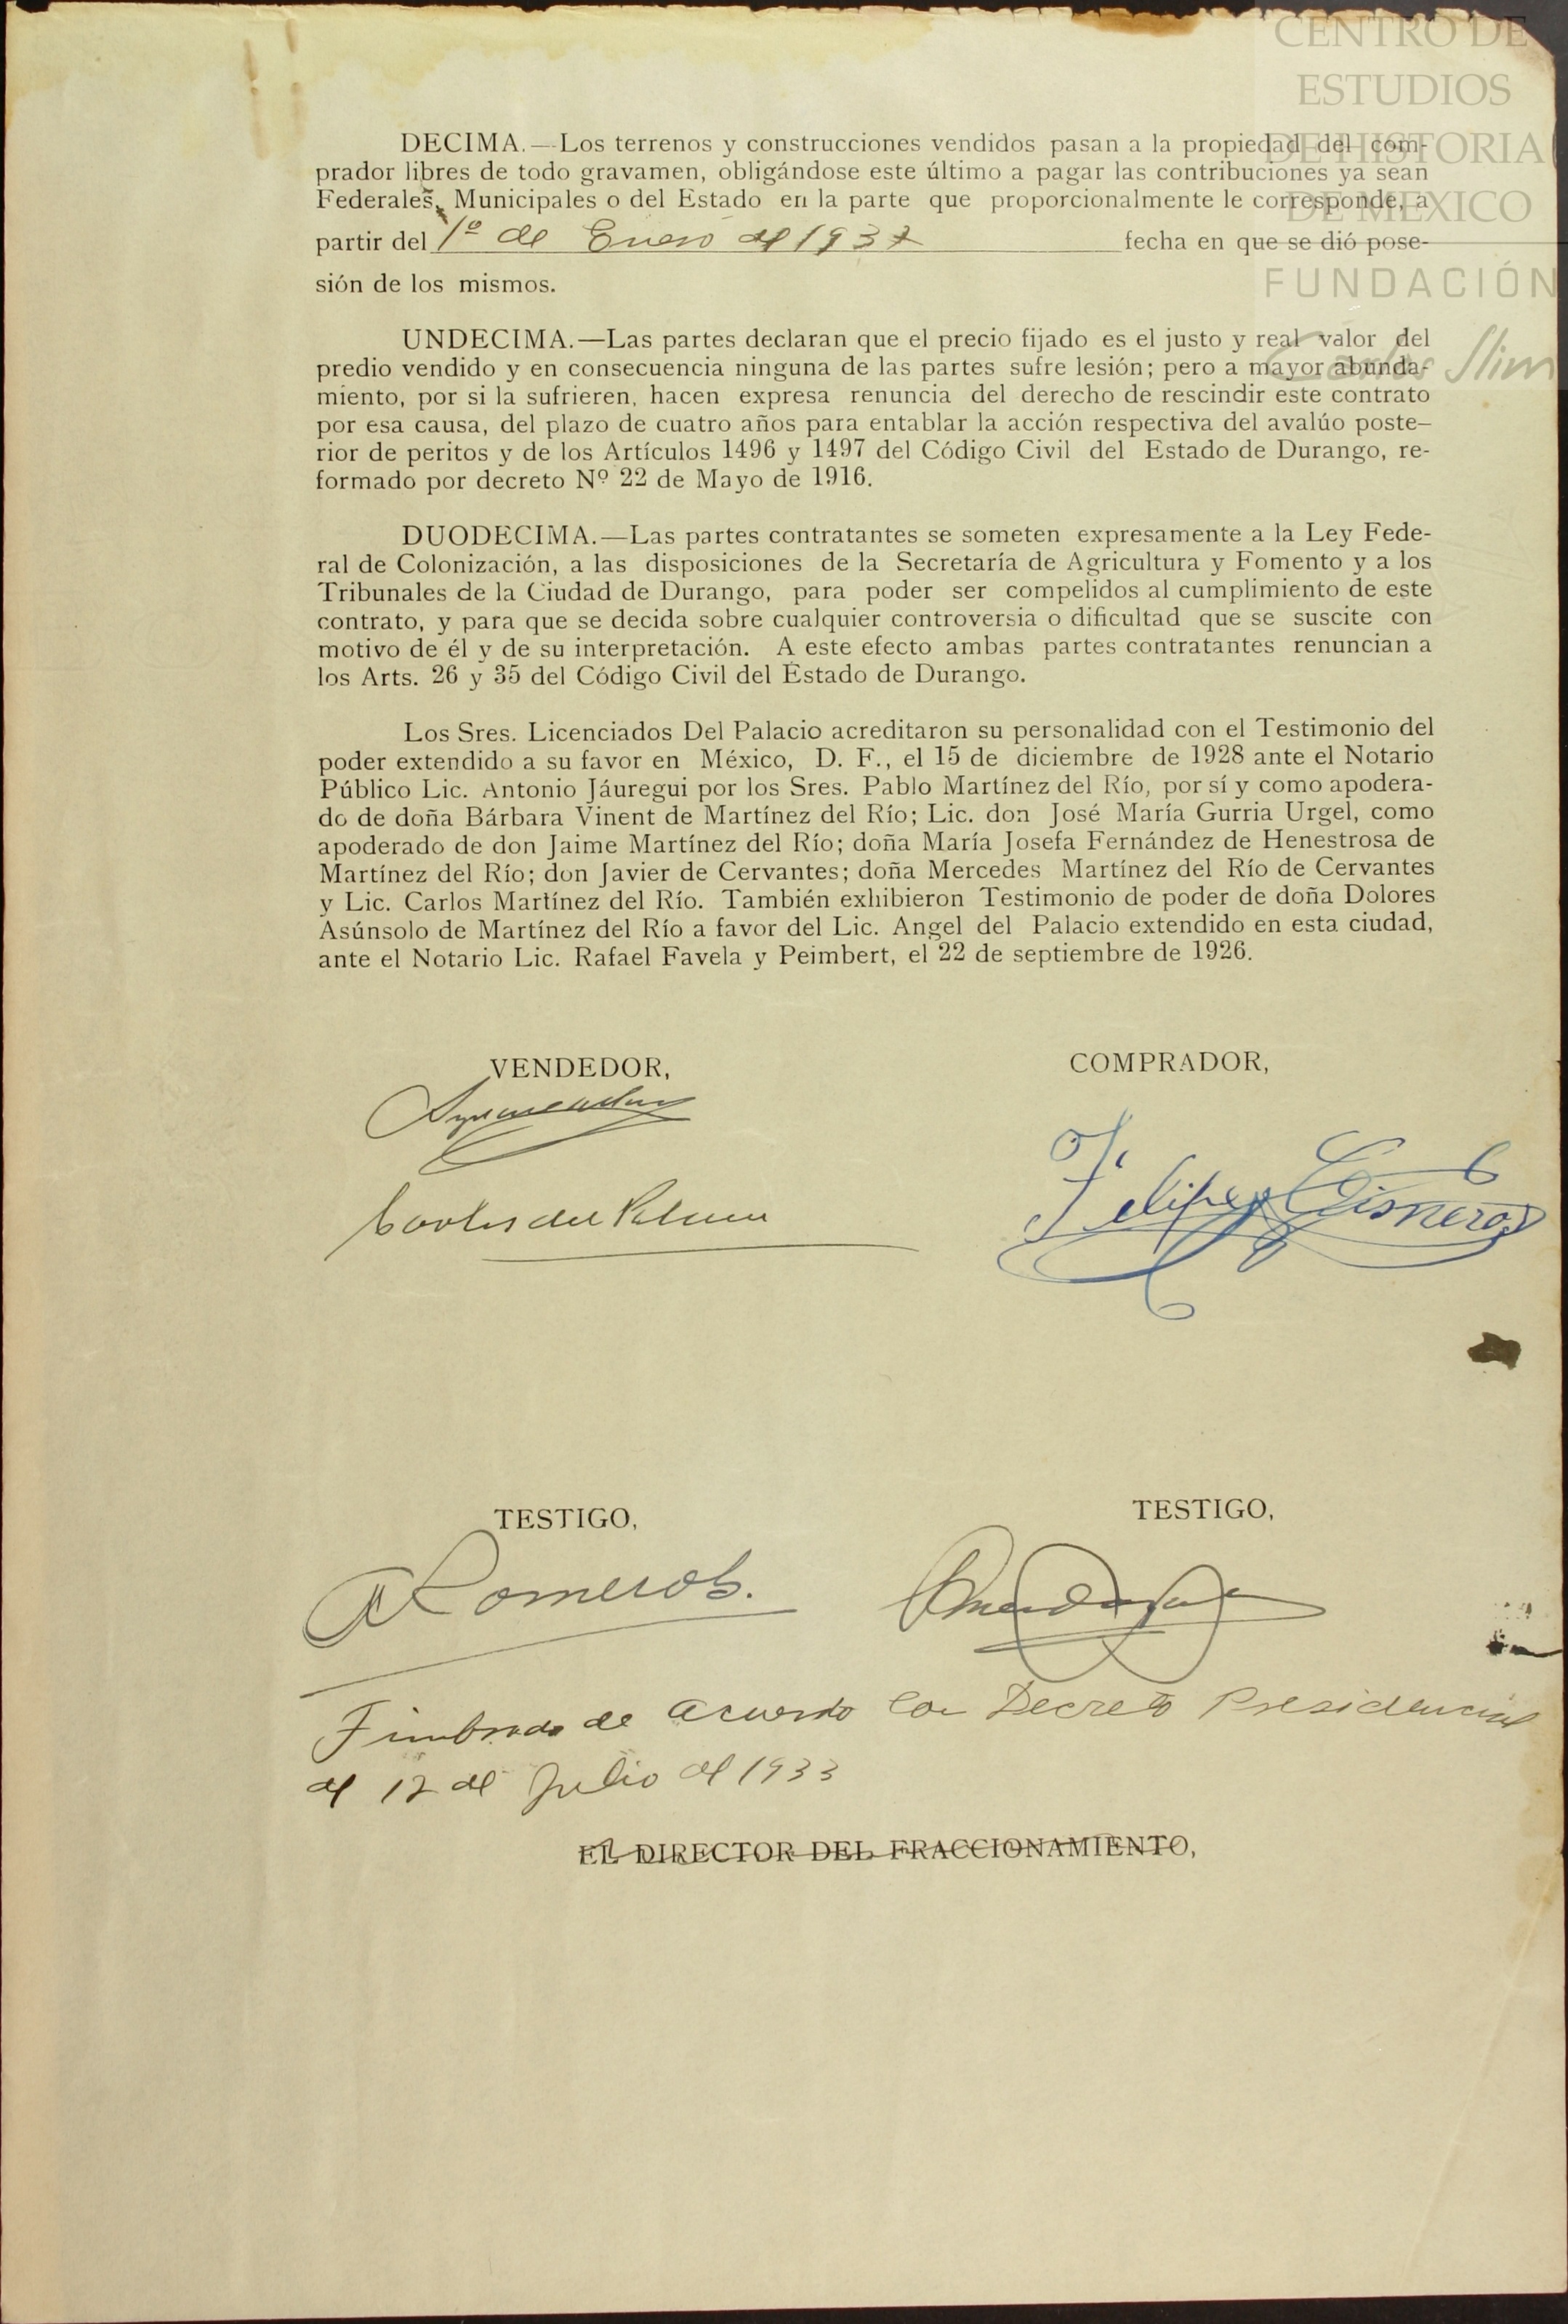 CENTRO DE
ESTUDIOS
DE HISTORIA
DE MEXICO
FUNDACIÓN
Carlos Slim
DECIMA.—Los terrenos y construcciones vendidos pasan a la propiedad del com-
prador libres de todo gravamen, obligándose este último a pagar las contribuciones ya sean
Federales, Municipales o del Estado en la parte que proporcionalmente le corresponde, a
partir del 1º de Enero de 1937 fecha en que se dió pose-
sión de los mismos.
UNDECIMA.—Las partes declaran que el precio fijado es el justo y real valor del
predio vendido y en consecuencia ninguna de las partes sufre lesión; pero a mayor abunda-
miento, por si la sufrieren, hacen expresa renuncia del derecho de rescindir este contrato
por esa causa, del plazo de cuatro años para entablar la acción respectiva del avalúo poste-
rior de peritos y de los Artículos 1496 y 1497 del Código Civil del Estado de Durango, re-
formado por decreto Nº 22 de Mayo de 1916.
DUODECIMA.—Las partes contratantes se someten expresamente a la Ley Fede-
ral de Colonización, a las disposiciones de la Secretaría de Agricultura y Fomento y a los
Tribunales de la Ciudad de Durango, para poder ser compelidos al cumplimiento de este
contrato, y para que se decida sobre cualquier controversia o dificultad que se suscite con
motivo de él y de su interpretación. A este efecto ambas partes contratantes renuncian a
los Arts. 26 y 35 del Código Civil del Estado de Durango.
Los Sres. Licenciados Del Palacio acreditaron su personalidad con el Testimonio del
poder extendido a su favor en México, D. F., el 15 de diciembre de 1928 ante el Notario
Público Lic. Antonio Jáuregui por los Sres. Pablo Martínez del Río, por sí y como apodera-
do de doña Bárbara Vinent de Martínez del Río; Lic. don José María Gurria Urgel, como
apoderado de don Jaime Martínez del Río; doña María Josefa Fernández de Henestrosa de
Martínez del Río; don Javier de Cervantes; doña Mercedes Martínez del Río de Cervantes
y Lic. Carlos Martínez del Río. También exhibieron Testimonio de poder de doña Dolores
Asúnsolo de Martínez del Río a favor del Lic. Angel del Palacio extendido en esta ciudad,
ante el Notario Lic. Rafael Favela y Peimbert, el 22 de septiembre de 1926.
VENDEDOR,
COMPRADOR,
Carlos del Palacio
Felipe Cisneros
TESTIGO,
TESTIGO,
A Romero
Timbrado de acuerdo con Decreto Presidencial
de 12 de Julio de 1933
EL DIRECTOR DEL FRACCIONAMIENTO,